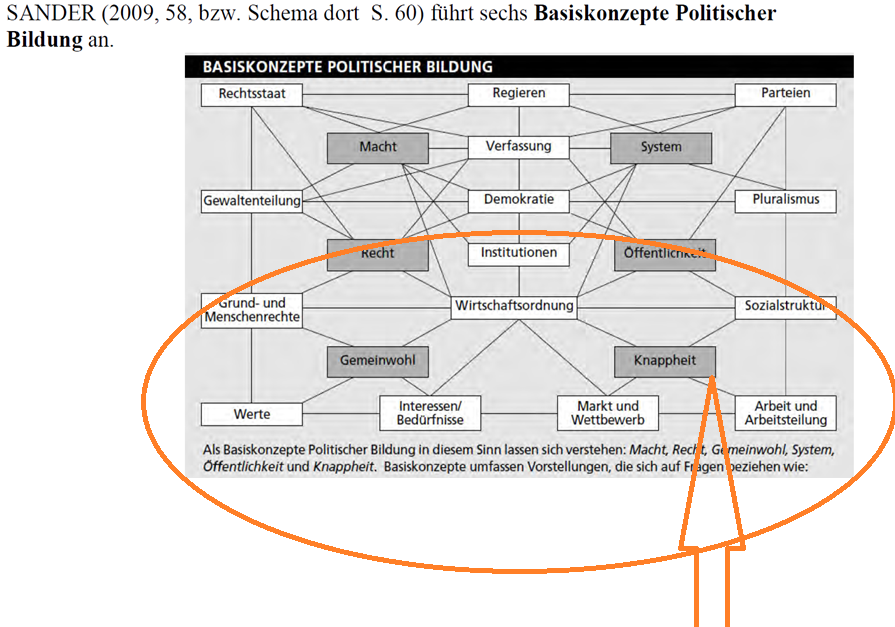 SANDER (2009, 58, bzw. Schema dort S. 60) führt sechs Basiskonzepte Politischer
Bildung an.
BASISKONZEPTE POLITISCHER BILDUNG
Rechtsstaat Regieren Parteien
Macht Verfassung System
Gewaltenteilung Demokratie Pluralismus
Recht Institutionen Öffentlichkeit
Grund- und
Menschenrechte
Wirtschaftsordnung Sozialstruktur
Gemeinwohl Knappheit
Werte
Interessen/
Bedürfnisse
Markt und
Wettbewerb
Arbeit und
Arbeitsteilung
Als Basiskonzepte Politischer Bildung in diesem Sinn lassen sich verstehen: Macht, Recht, Gemeinwohl, System,
Öffentlichkeit und Knappheit. Basiskonzepte umfassen Vorstellungen, die sich auf Fragen beziehen wie: